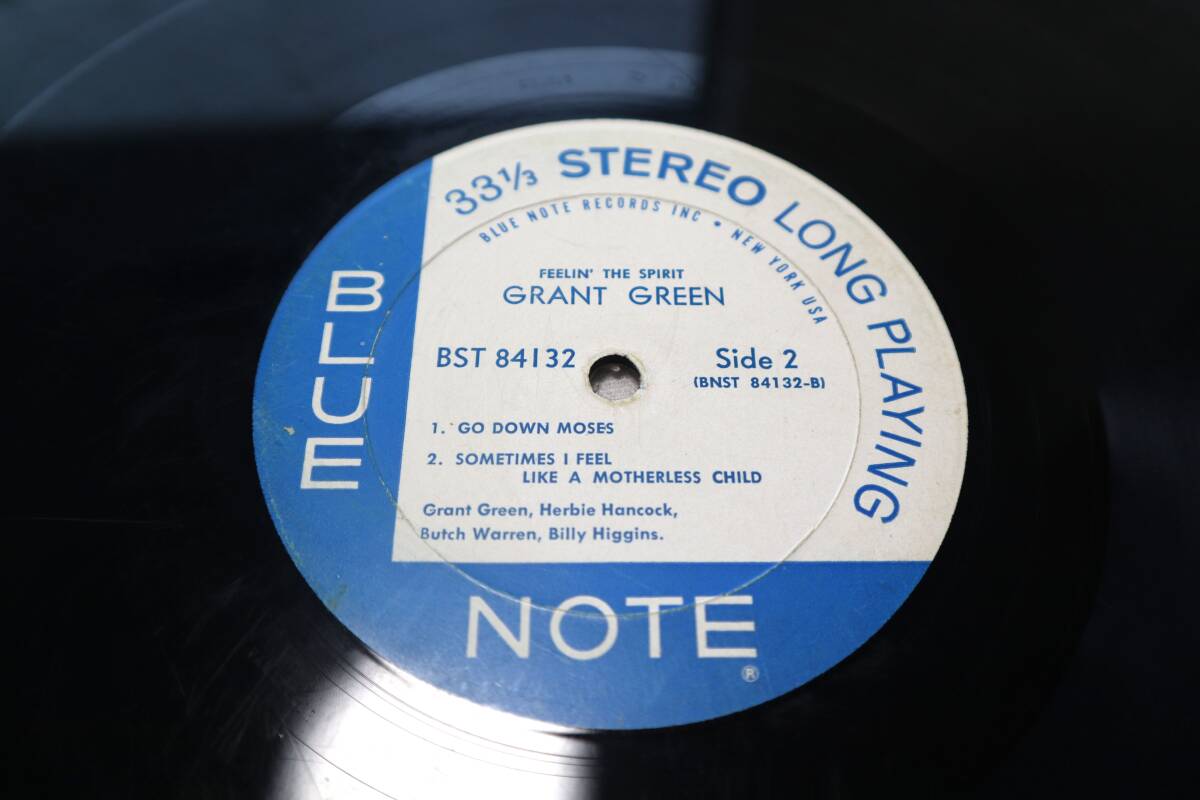 33⅓ STEREO LONG PLAYING
BLUE NOTE RECORDS INC • NEW YORK USA
FEELIN' THE SPIRIT
GRANT GREEN
BST 84132
Side 2
(BNST 84132-B)
1. GO DOWN MOSES
2. SOMETIMES I FEEL
LIKE A MOTHERLESS CHILD
Grant Green, Herbie Hancock,
Butch Warren, Billy Higgins.
BLUE
NOTE
®